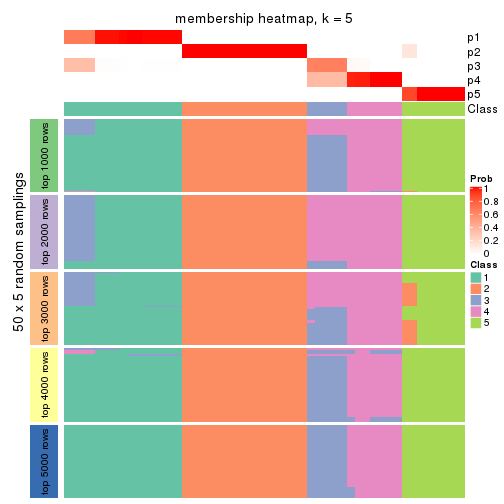 membership heatmap, k = 5
p1
p2
p3
p4
p5
Class
50 x 5 random samplings
top 1000 rows
top 2000 rows
top 3000 rows
top 4000 rows
top 5000 rows
Prob
1
0.8
0.6
0.4
0.2
0
Class
1
2
3
4
5